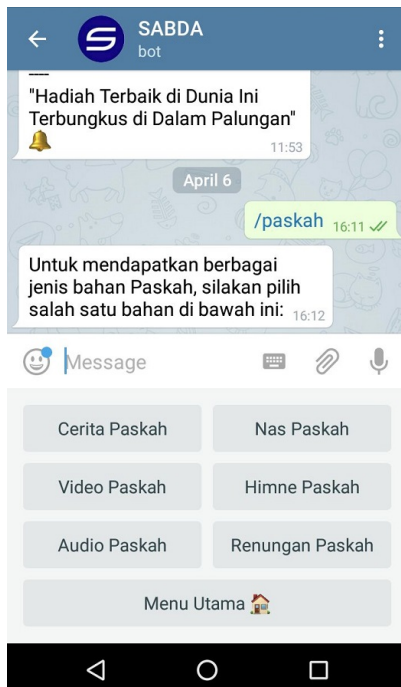 SABDA
bot
"Hadiah Terbaik di Dunia Ini
Terbungkus di Dalam Palungan"
🔔
11:53
April 6
/paskah 16:11
Untuk mendapatkan berbagai
jenis bahan Paskah, silakan pilih
salah satu bahan di bawah ini: 16:12
Message
Cerita Paskah
Nas Paskah
Video Paskah
Himne Paskah
Audio Paskah
Renungan Paskah
Menu Utama 🏠